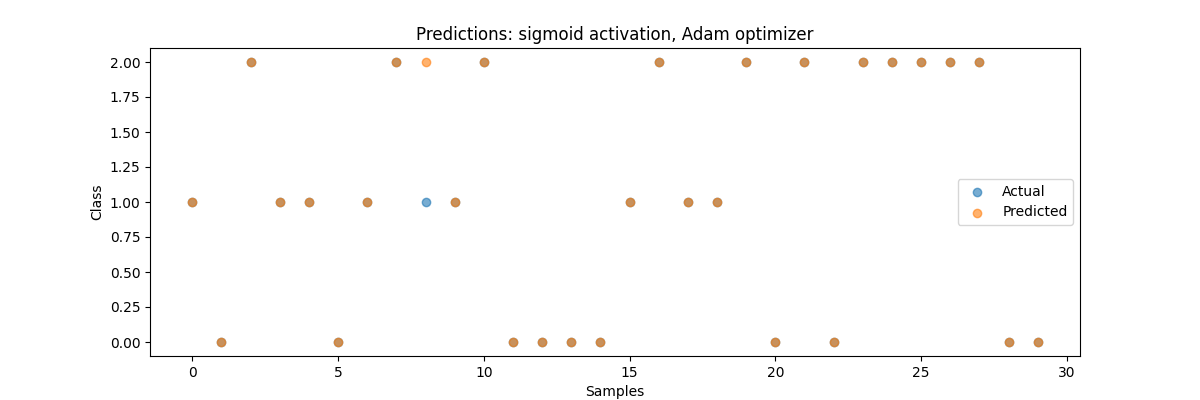 Predictions: sigmoid activation, Adam optimizer
2.00
1.75
1.50
1.25
1.00
0.75
0.50
0.25
0.00
Class
Actual
Predicted
0 5 10 15 20 25 30
Samples